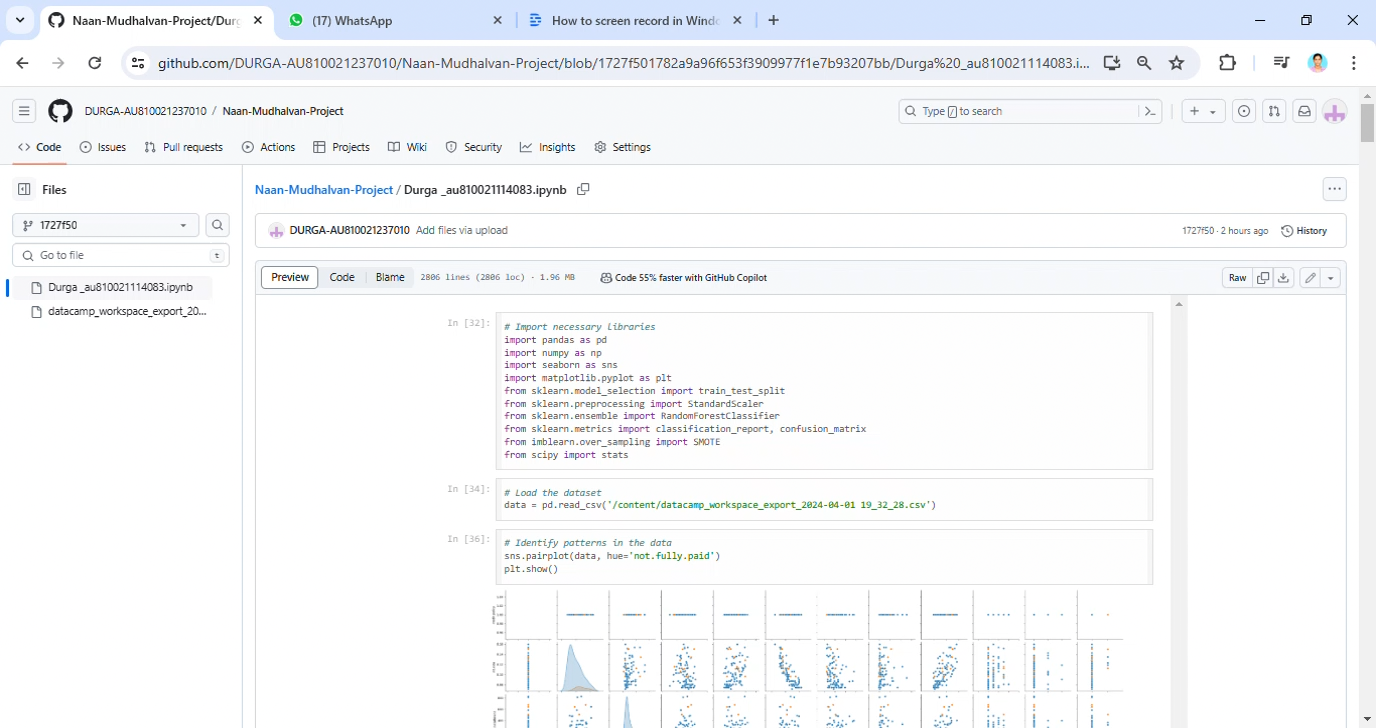 Naan-Mudhalvan-Project/Durg
(17) WhatsApp
How to screen record in Windo
github.com/DURGA-AU810021237010/Naan-Mudhalvan-Project/blob/1727f501782a9a96f653f3909977f1e7b93207bb/Durga%20_au810021114083.i...
DURGA-AU810021237010 / Naan-Mudhalvan-Project
Type / to search
Code Issues Pull requests Actions Projects Wiki Security Insights Settings
Files
Naan-Mudhalvan-Project / Durga _au810021114083.ipynb
1727f50
Go to file t
Durga _au810021114083.ipynb
datacamp_workspace_export_20...
DURGA-AU810021237010 Add files via upload
1727f50 · 2 hours ago History
Preview Code Blame 2806 lines (2806 loc) · 1.96 MB Code 55% faster with GitHub Copilot Raw
In [32]:
# Import necessary libraries
import pandas as pd
import numpy as np
import seaborn as sns
import matplotlib.pyplot as plt
from sklearn.model_selection import train_test_split
from sklearn.preprocessing import StandardScaler
from sklearn.ensemble import RandomForestClassifier
from sklearn.metrics import classification_report, confusion_matrix
from imblearn.over_sampling import SMOTE
from scipy import stats
In [34]:
# Load the dataset
data = pd.read_csv('/content/datacamp_workspace_export_2024-04-01 19_32_28.csv')
In [36]:
# Identify patterns in the data
sns.pairplot(data, hue='not.fully.paid')
plt.show()